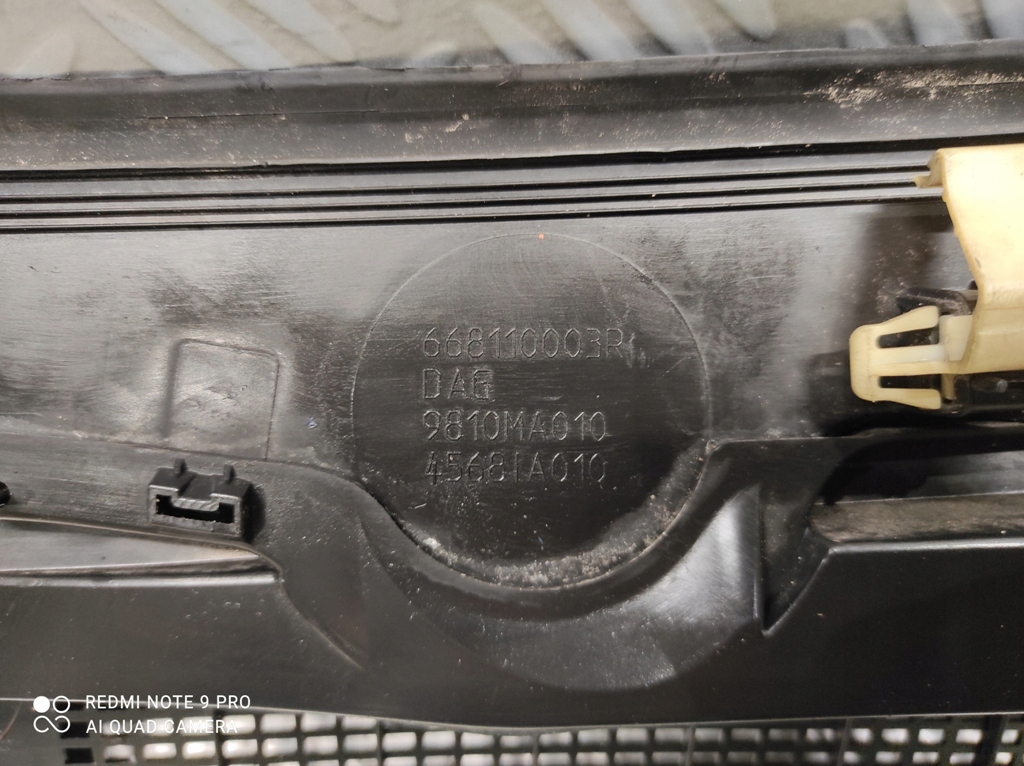 668110003R
DAG
9810MA010
45681A010
REDMI NOTE 9 PRO
AI QUAD CAMERA